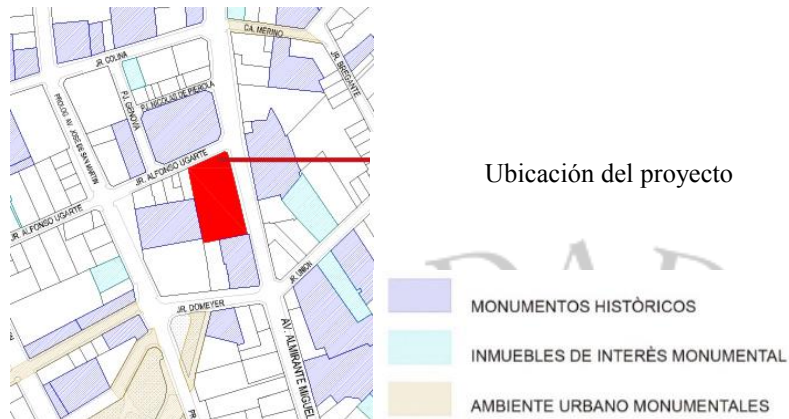 CA. MERINO
JR. COLINA
JR. BREGANTE
PJ. GENOVA
PJ. NICOLAS DE PIEROLA
PROLOG. AV. JOSE DE SAN MARTIN
JR. ALFONSO UGARTE
JR. ALFONSO UGARTE
Ubicación del proyecto
JR. UNION
JR. DOMEYER
AV. ALMIRANTE MIGUEL
MONUMENTOS HISTÒRICOS
INMUEBLES DE INTERÈS MONUMENTAL
AMBIENTE URBANO MONUMENTALES